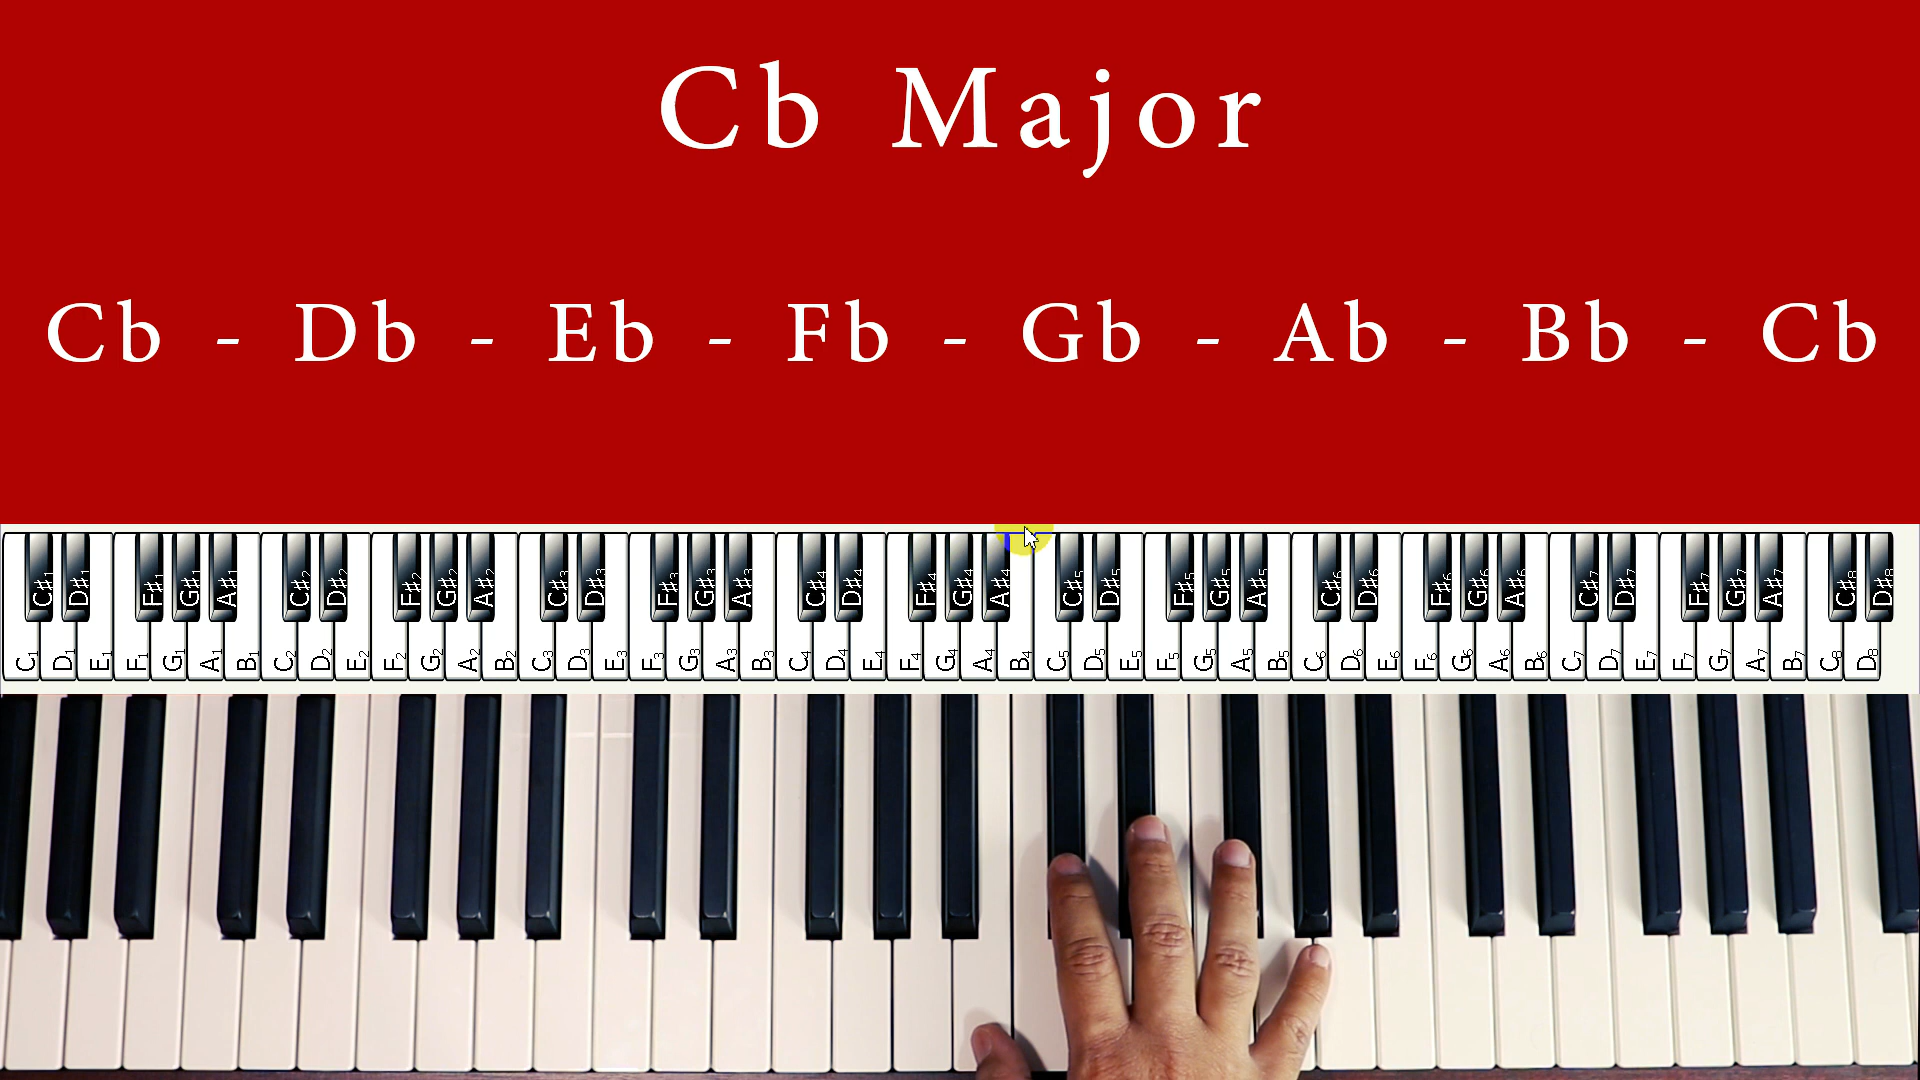 Cb Major
Cb - Db - Eb - Fb - Gb - Ab - Bb - Cb
C#1 D#1 F#1 G#1 A#1 C#2 D#2 F#2 G#2 A#2 C#3 D#3 F#3 G#3 A#3 C#4 D#4 F#4 G#4 A#4 C#5 D#5 F#5 G#5 A#5 C#6 D#6 F#6 G#6 A#6 C#7 D#7 F#7 G#7 A#7 C#8 D#8
C1 D1 E1 F1 G1 A1 B1 C2 D2 E2 F2 G2 A2 B2 C3 D3 E3 F3 G3 A3 B3 C4 D4 E4 F4 G4 A4 B4 C5 D5 E5 F5 G5 A5 B5 C6 D6 E6 F6 G6 A6 B6 C7 D7 E7 F7 G7 A7 B7 C8 D8